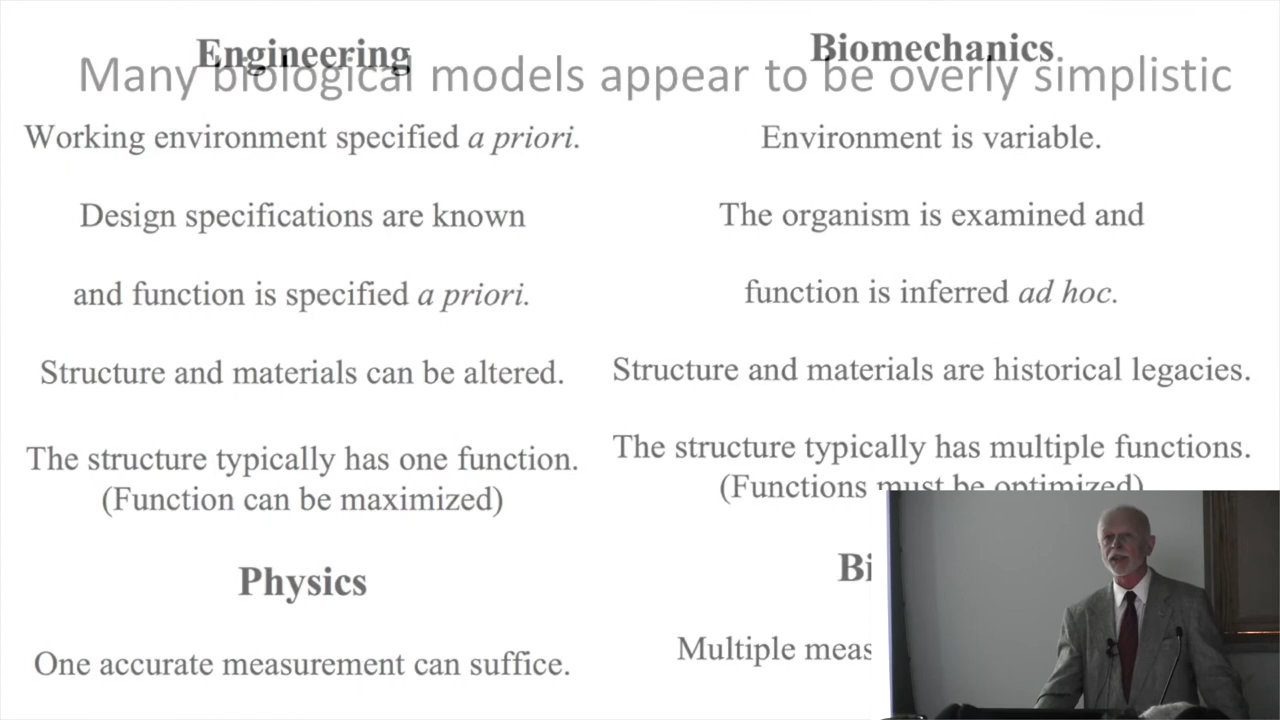 Many biological models appear to be overly simplistic
Engineering
Working environment specified a priori.
Design specifications are known
and function is specified a priori.
Structure and materials can be altered.
The structure typically has one function.
(Function can be maximized)
Physics
One accurate measurement can suffice.
Biomechanics
Environment is variable.
The organism is examined and
function is inferred ad hoc.
Structure and materials are historical legacies.
The structure typically has multiple functions.
(Functions must be optimized)
Multiple